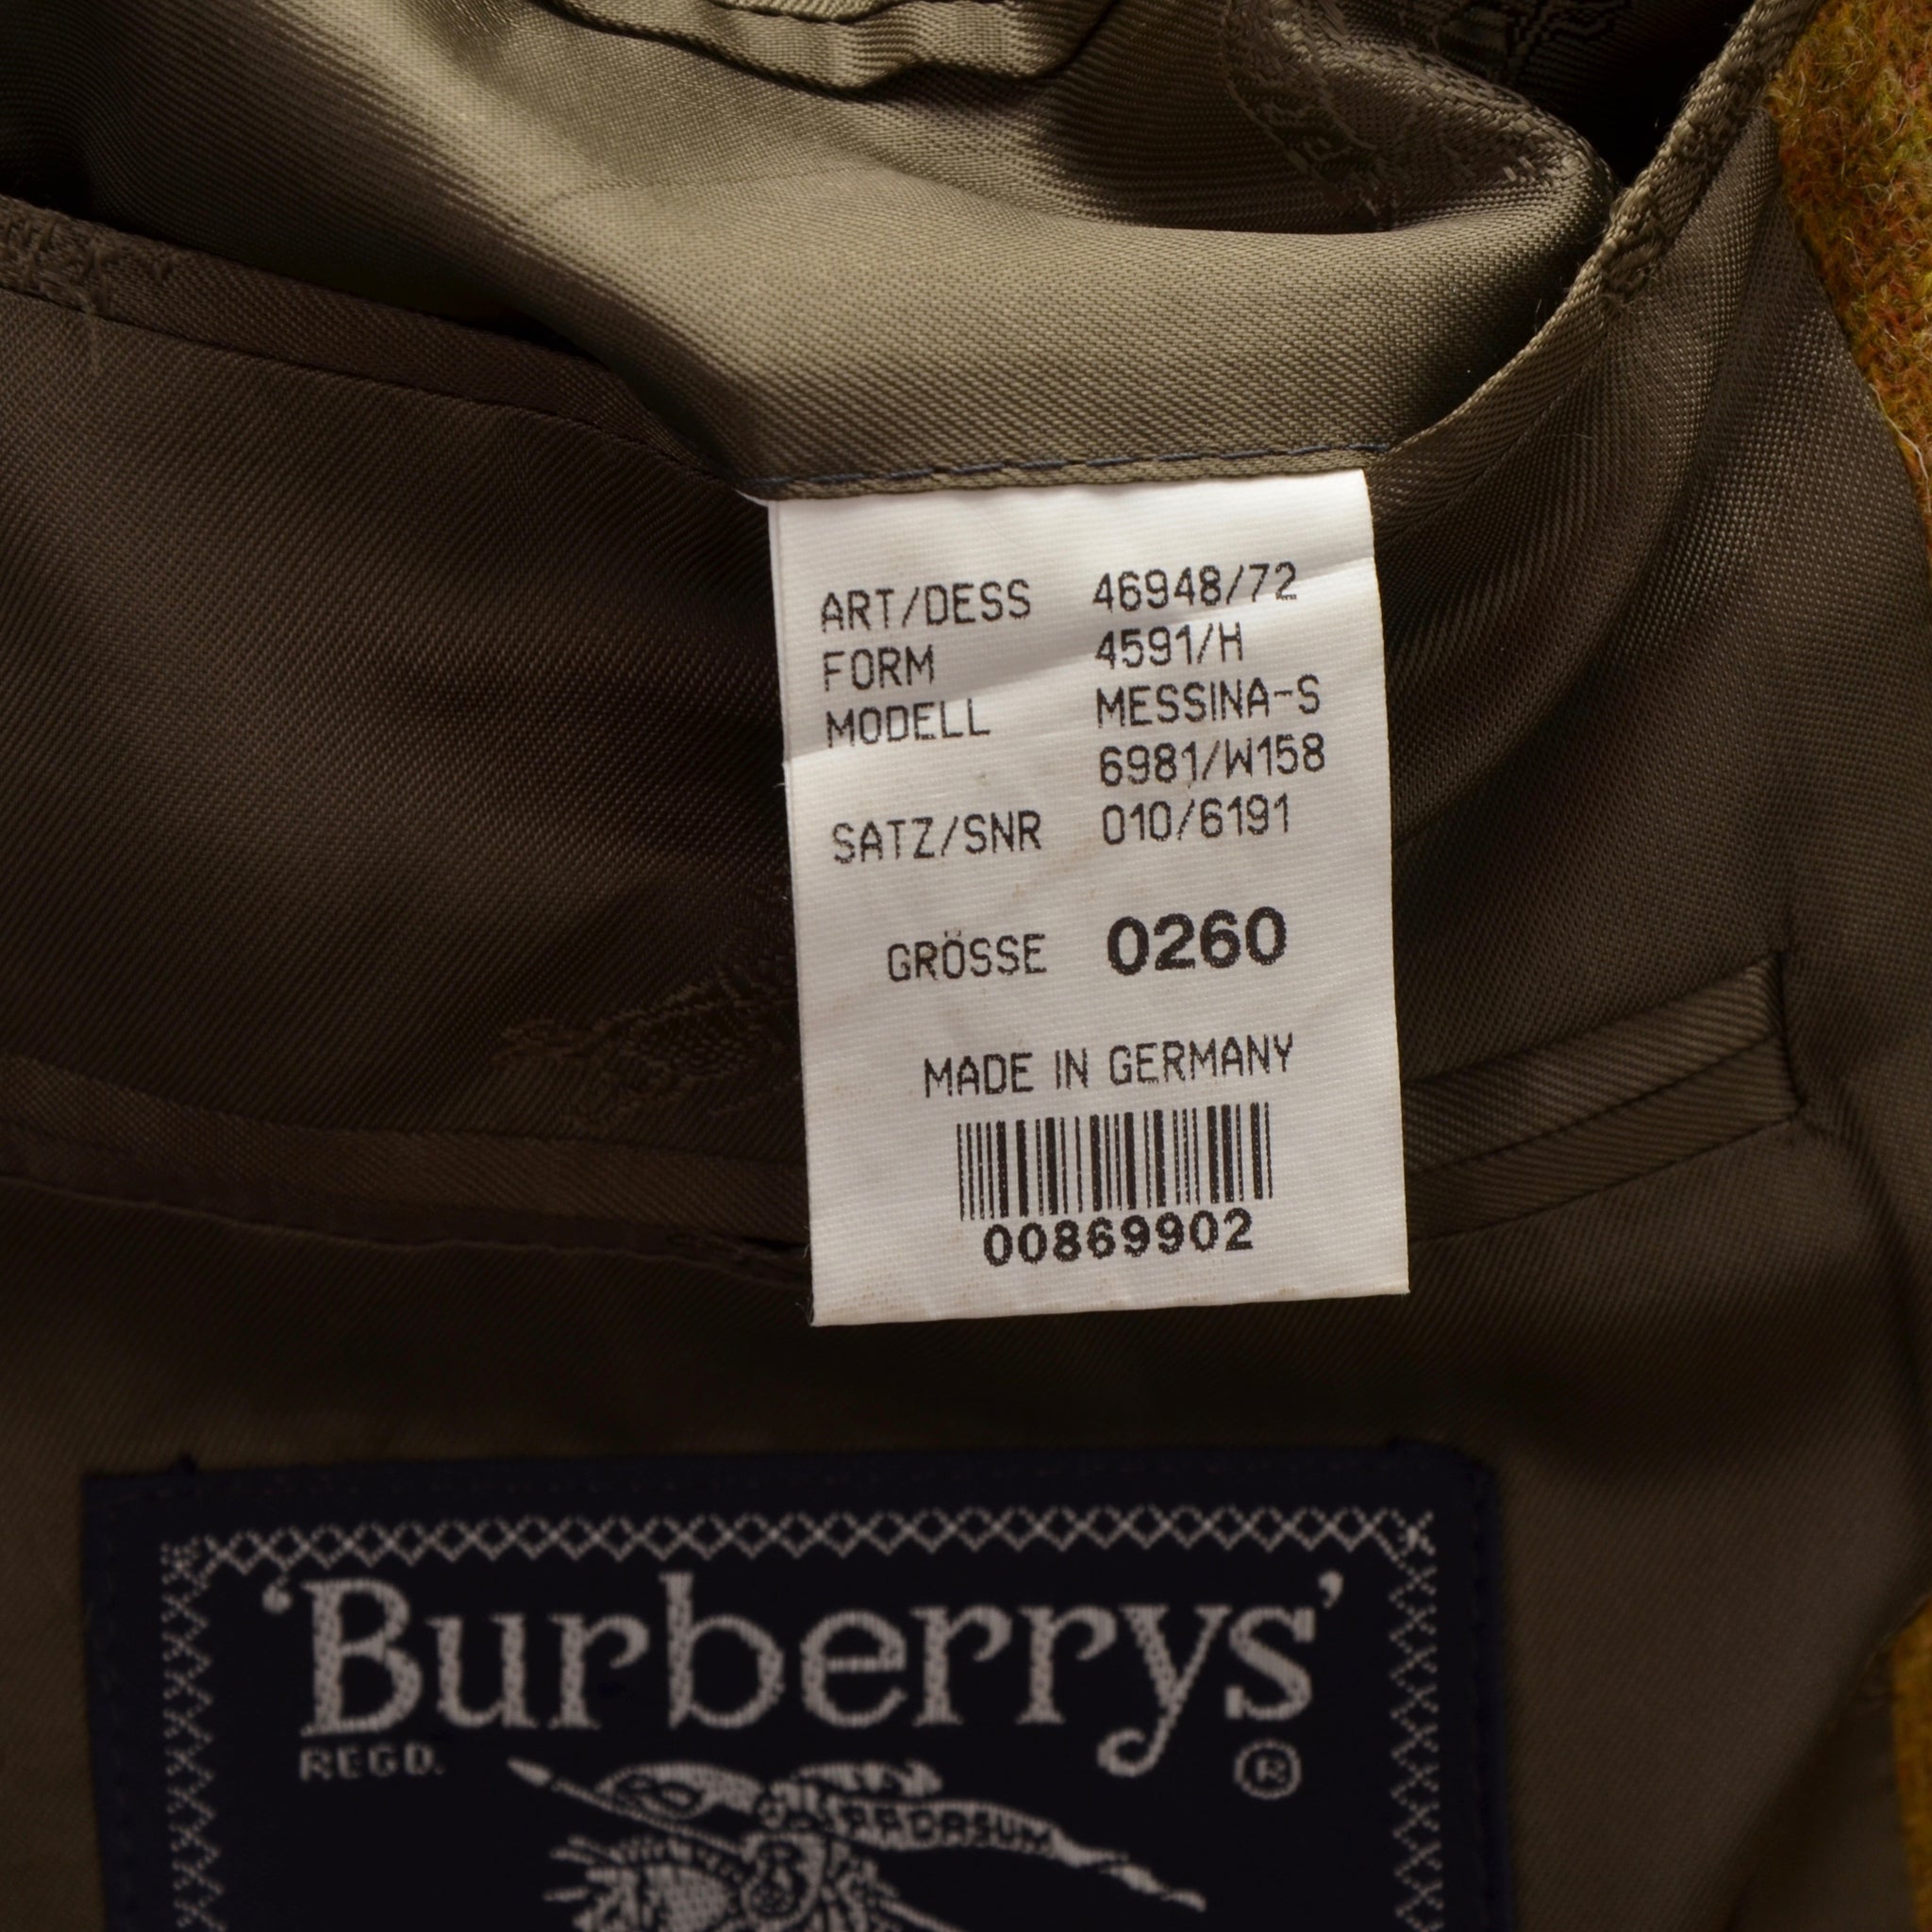 ART/DESS 46948/72
FORM 4591/H
MODELL MESSINA-S
6981/W158
SATZ/SNR 010/6191
GRÖSSE 0260
MADE IN GERMANY
00869902
'Burberrys'
REGD. ®